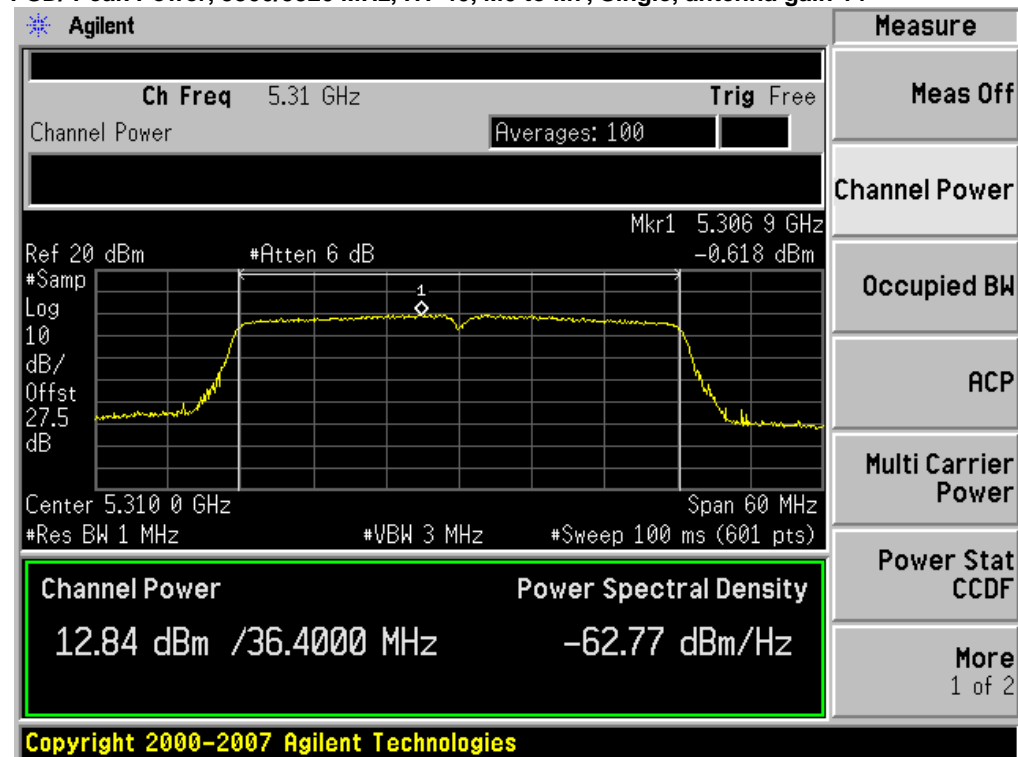 Agilent
Measure
Ch Freq 5.31 GHz Trig Free
Channel Power Averages: 100
Mkr1 5.306 9 GHz
Ref 20 dBm #Atten 6 dB -0.618 dBm
#Samp
Log
10
dB/
Offst
27.5
dB
1
Center 5.310 0 GHz Span 60 MHz
#Res BW 1 MHz #VBW 3 MHz #Sweep 100 ms (601 pts)
Channel Power Power Spectral Density
12.84 dBm /36.4000 MHz -62.77 dBm/Hz
Meas Off
Channel Power
Occupied BW
ACP
Multi Carrier
Power
Power Stat
CCDF
More
1 of 2
Copyright 2000-2007 Agilent Technologies